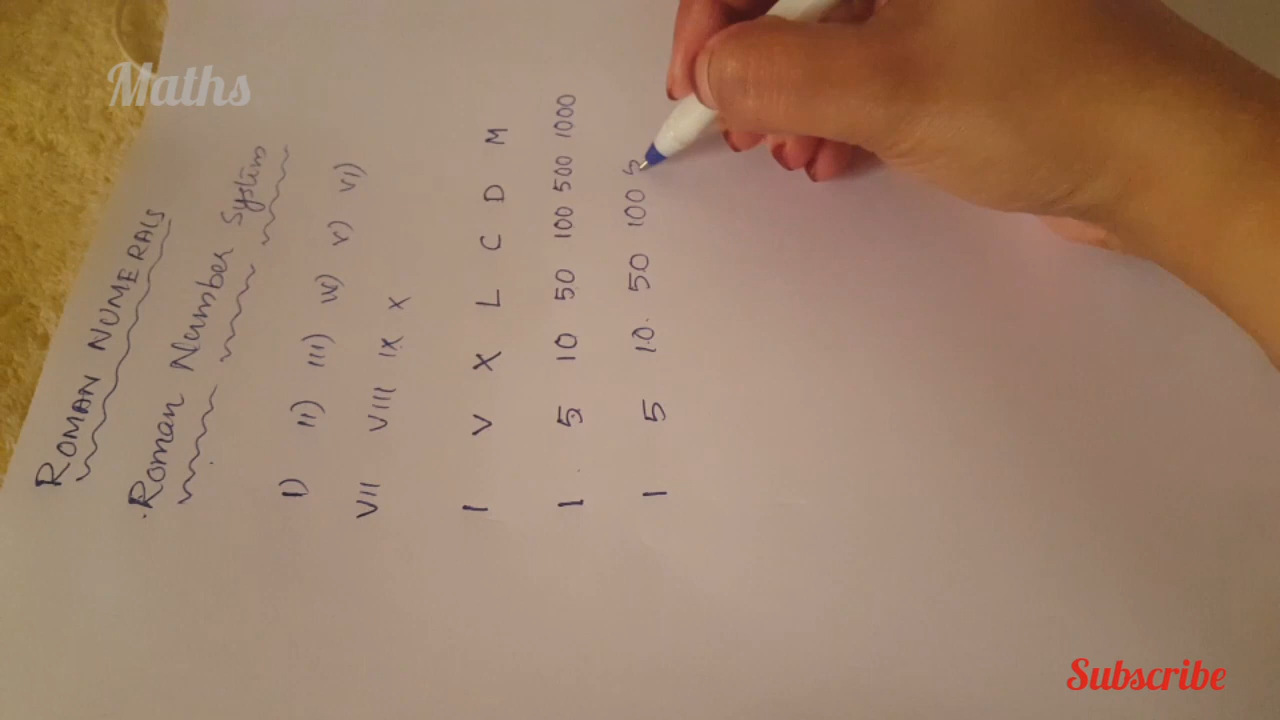 Maths
ROMAN NUMERALS
Roman Number System
I) II) III) IV) V) VI)
VII VIII IX X
I V X L C D M
1 5 10 50 100 500 1000
1 5 10 50 100 5
Subscribe